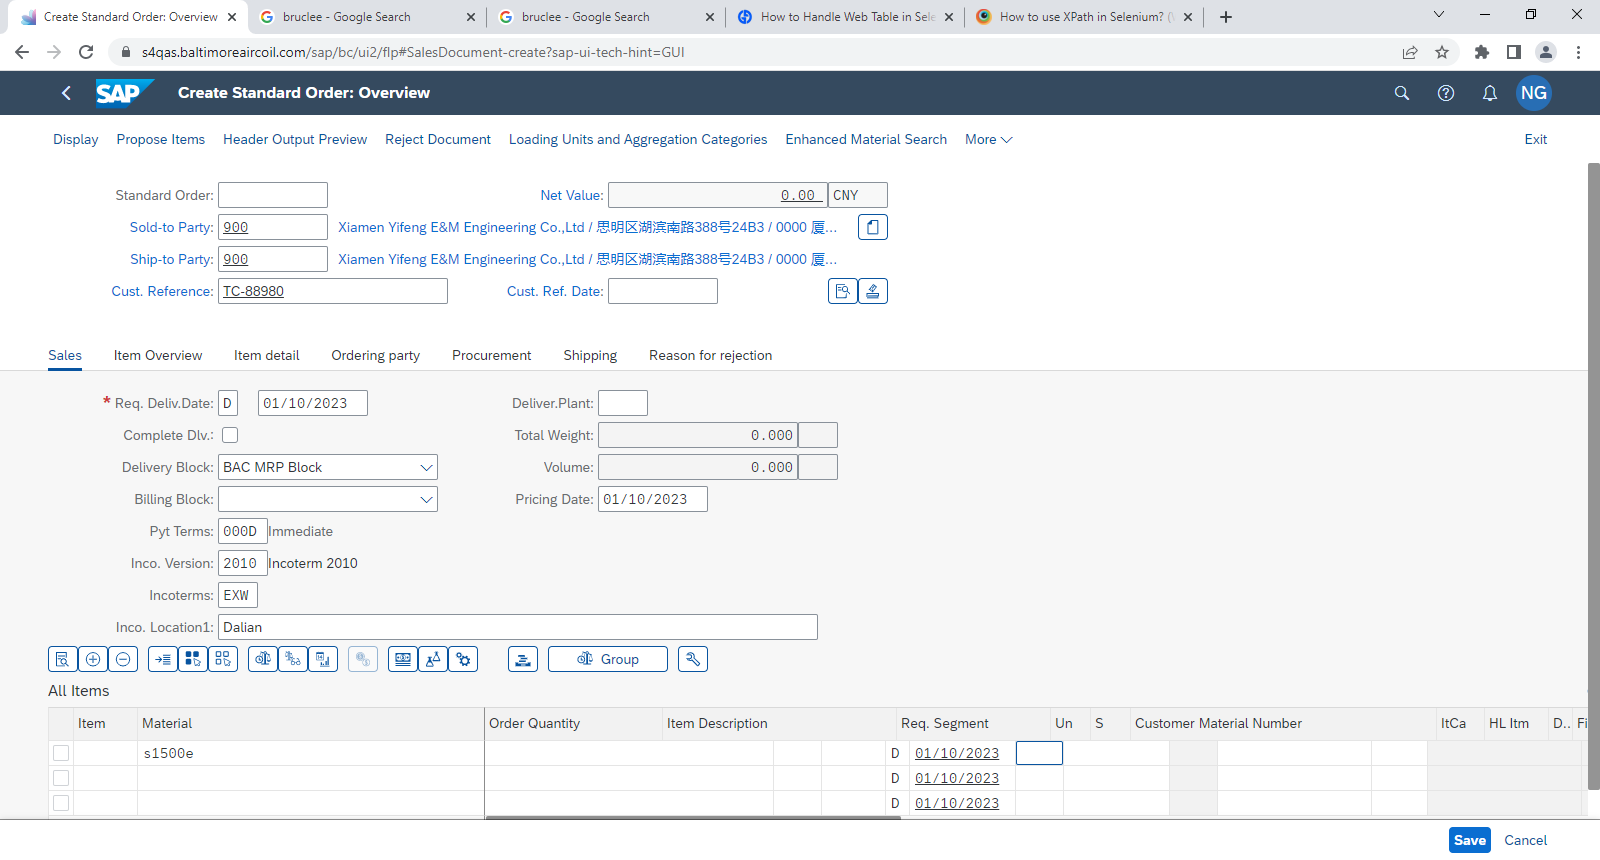 Create Standard Order: Overview
bruclee - Google Search
bruclee - Google Search
How to Handle Web Table in Sele
How to use XPath in Selenium? (
s4qas.baltimoreaircoil.com/sap/bc/ui2/flp#SalesDocument-create?sap-ui-tech-hint=GUI
SAP Create Standard Order: Overview NG
Display Propose Items Header Output Preview Reject Document Loading Units and Aggregation Categories Enhanced Material Search More Exit
Standard Order: Net Value: 0.00 CNY
Sold-to Party: 900 Xiamen Yifeng E&M Engineering Co.,Ltd / 思明区湖滨南路388号24B3 / 0000 厦...
Ship-to Party: 900 Xiamen Yifeng E&M Engineering Co.,Ltd / 思明区湖滨南路388号24B3 / 0000 厦...
Cust. Reference: TC-88980 Cust. Ref. Date:
Sales Item Overview Item detail Ordering party Procurement Shipping Reason for rejection
* Req. Deliv.Date: D 01/10/2023 Deliver.Plant:
Complete Dlv.: Total Weight: 0.000
Delivery Block: BAC MRP Block Volume: 0.000
Billing Block: Pricing Date: 01/10/2023
Pyt Terms: 000D Immediate
Inco. Version: 2010 Incoterm 2010
Incoterms: EXW
Inco. Location1: Dalian
Group
All Items
Item Material Order Quantity Item Description Req. Segment Un S Customer Material Number ItCa HL Itm D.. Fi
s1500e D 01/10/2023
D 01/10/2023
D 01/10/2023
Save Cancel